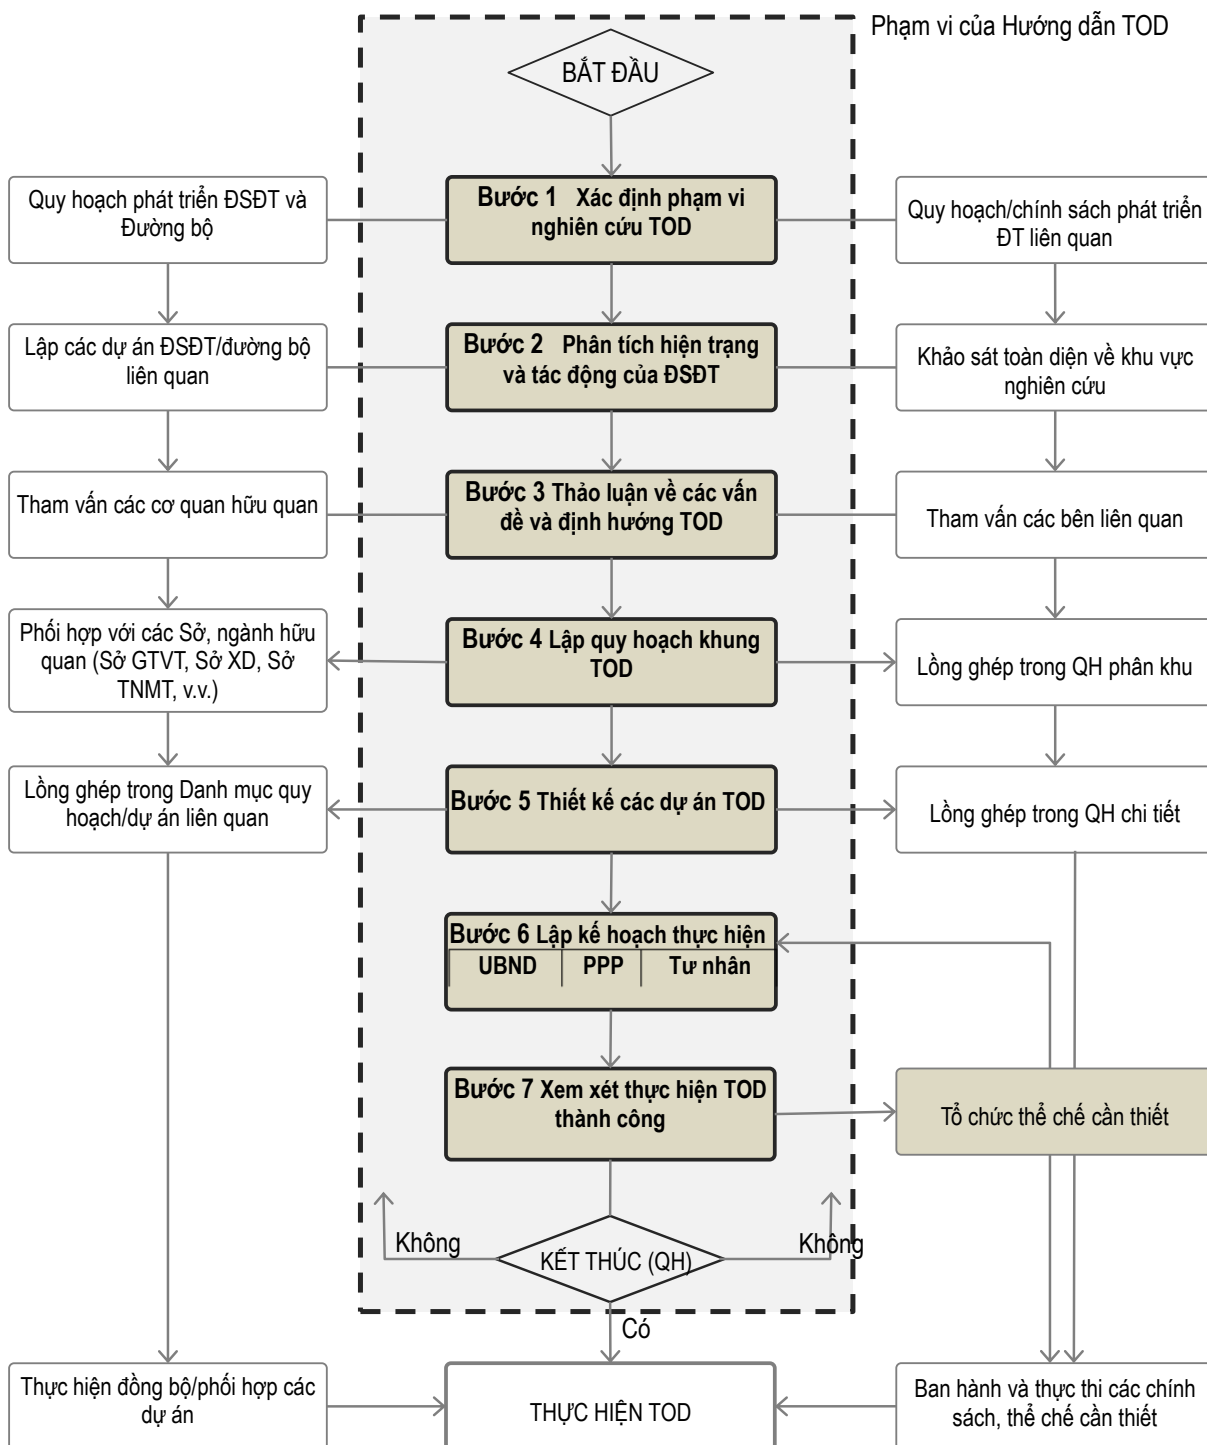 Phạm vi của Hướng dẫn TOD
BẮT ĐẦU
Quy hoạch phát triển ĐSĐT và
Đường bộ
Bước 1 Xác định phạm vi
nghiên cứu TOD
Quy hoạch/chính sách phát triển
ĐT liên quan
Lập các dự án ĐSĐT/đường bộ
liên quan
Bước 2 Phân tích hiện trạng
và tác động của ĐSĐT
Khảo sát toàn diện về khu vực
nghiên cứu
Tham vấn các cơ quan hữu quan
Bước 3 Thảo luận về các vấn
đề và định hướng TOD
Tham vấn các bên liên quan
Phối hợp với các Sở, ngành hữu
quan (Sở GTVT, Sở XD, Sở
TNMT, v.v.)
Bước 4 Lập quy hoạch khung
TOD
Lồng ghép trong QH phân khu
Lồng ghép trong Danh mục quy
hoạch/dự án liên quan
Bước 5 Thiết kế các dự án TOD
Lồng ghép trong QH chi tiết
Bước 6 Lập kế hoạch thực hiện
UBND PPP Tư nhân
Bước 7 Xem xét thực hiện TOD
thành công
Tổ chức thể chế cần thiết
Không
KẾT THÚC (QH)
Không
Có
Thực hiện đồng bộ/phối hợp các
dự án
THỰC HIỆN TOD
Ban hành và thực thi các chính
sách, thể chế cần thiết